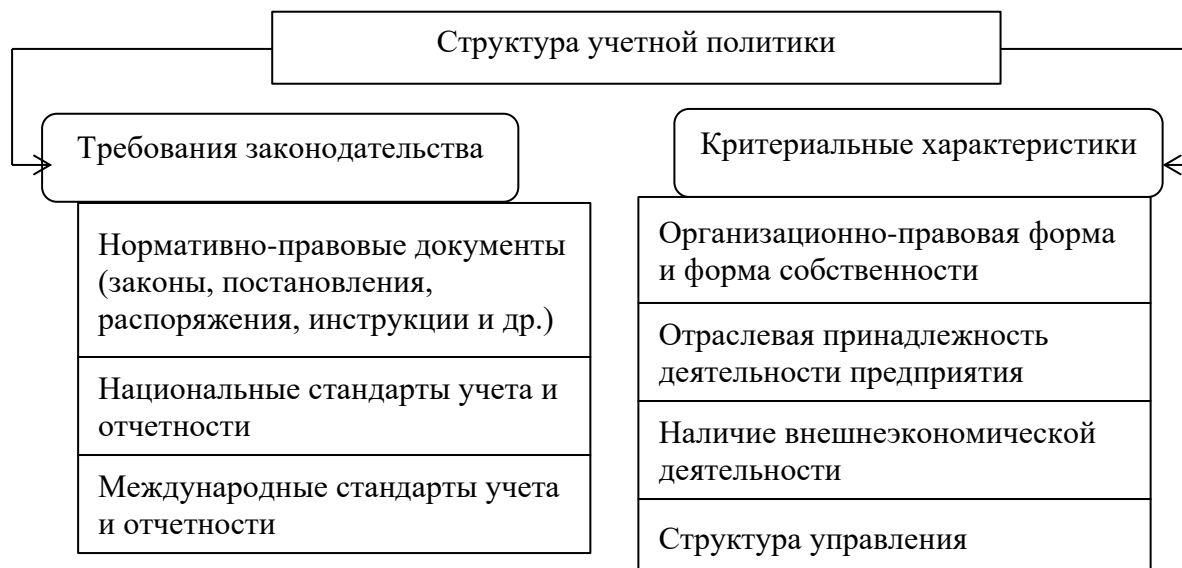 Структура учетной политики
Требования законодательства
Нормативно-правовые документы
(законы, постановления,
распоряжения, инструкции и др.)
Национальные стандарты учета и
отчетности
Международные стандарты учета
и отчетности
Критериальные характеристики
Организационно-правовая форма
и форма собственности
Отраслевая принадлежность
деятельности предприятия
Наличие внешнеэкономической
деятельности
Структура управления